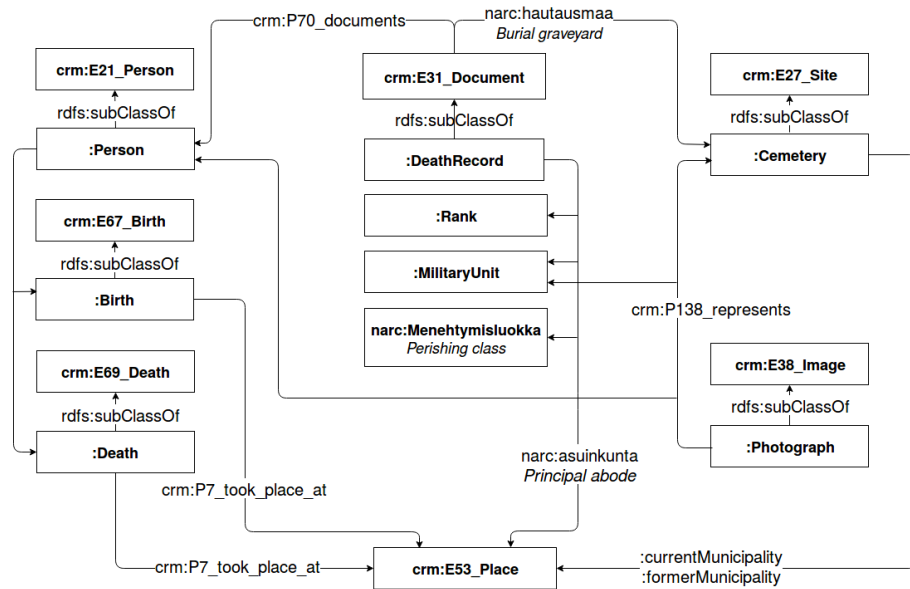 crm:P70_documents
narc:hautausmaa
Burial graveyard
crm:E21_Person
crm:E31_Document
crm:E27_Site
rdfs:subClassOf
rdfs:subClassOf
rdfs:subClassOf
:Person
:DeathRecord
:Cemetery
crm:E67_Birth
:Rank
rdfs:subClassOf
:MilitaryUnit
:Birth
crm:P138_represents
narc:Menehtymisluokka
Perishing class
crm:E69_Death
crm:E38_Image
rdfs:subClassOf
rdfs:subClassOf
:Death
:Photograph
narc:asuinkunta
Principal abode
crm:P7_took_place_at
crm:P7_took_place_at
crm:E53_Place
:currentMunicipality
:formerMunicipality